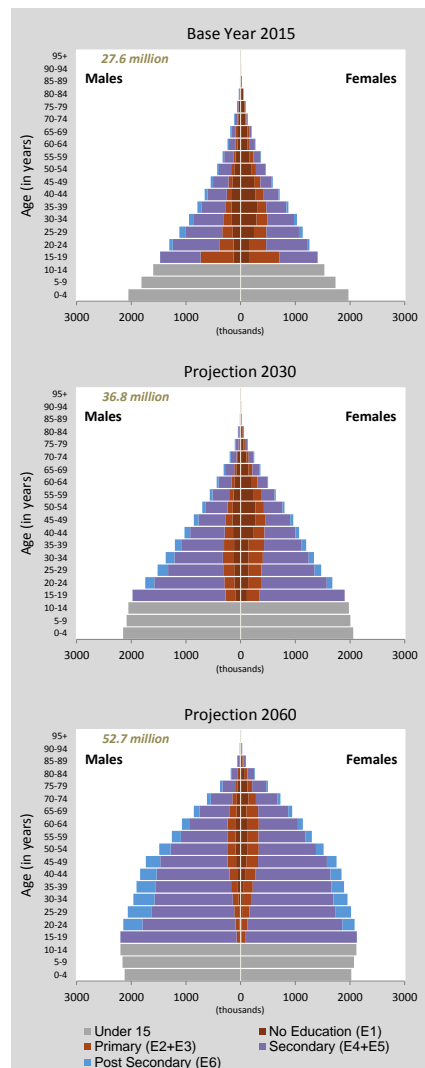 Base Year 2015
27.6 million
Males
Females
Age (in years)
95+
90-94
85-89
80-84
75-79
70-74
65-69
60-64
55-59
50-54
45-49
40-44
35-39
30-34
25-29
20-24
15-19
10-14
5-9
0-4
3000 2000 1000 0 1000 2000 3000
(thousands)
Projection 2030
36.8 million
Males
Females
Age (in years)
95+
90-94
85-89
80-84
75-79
70-74
65-69
60-64
55-59
50-54
45-49
40-44
35-39
30-34
25-29
20-24
15-19
10-14
5-9
0-4
3000 2000 1000 0 1000 2000 3000
(thousands)
Projection 2060
52.7 million
Males
Females
Age (in years)
95+
90-94
85-89
80-84
75-79
70-74
65-69
60-64
55-59
50-54
45-49
40-44
35-39
30-34
25-29
20-24
15-19
10-14
5-9
0-4
3000 2000 1000 0 1000 2000 3000
(thousands)
Under 15
No Education (E1)
Primary (E2+E3)
Secondary (E4+E5)
Post Secondary (E6)